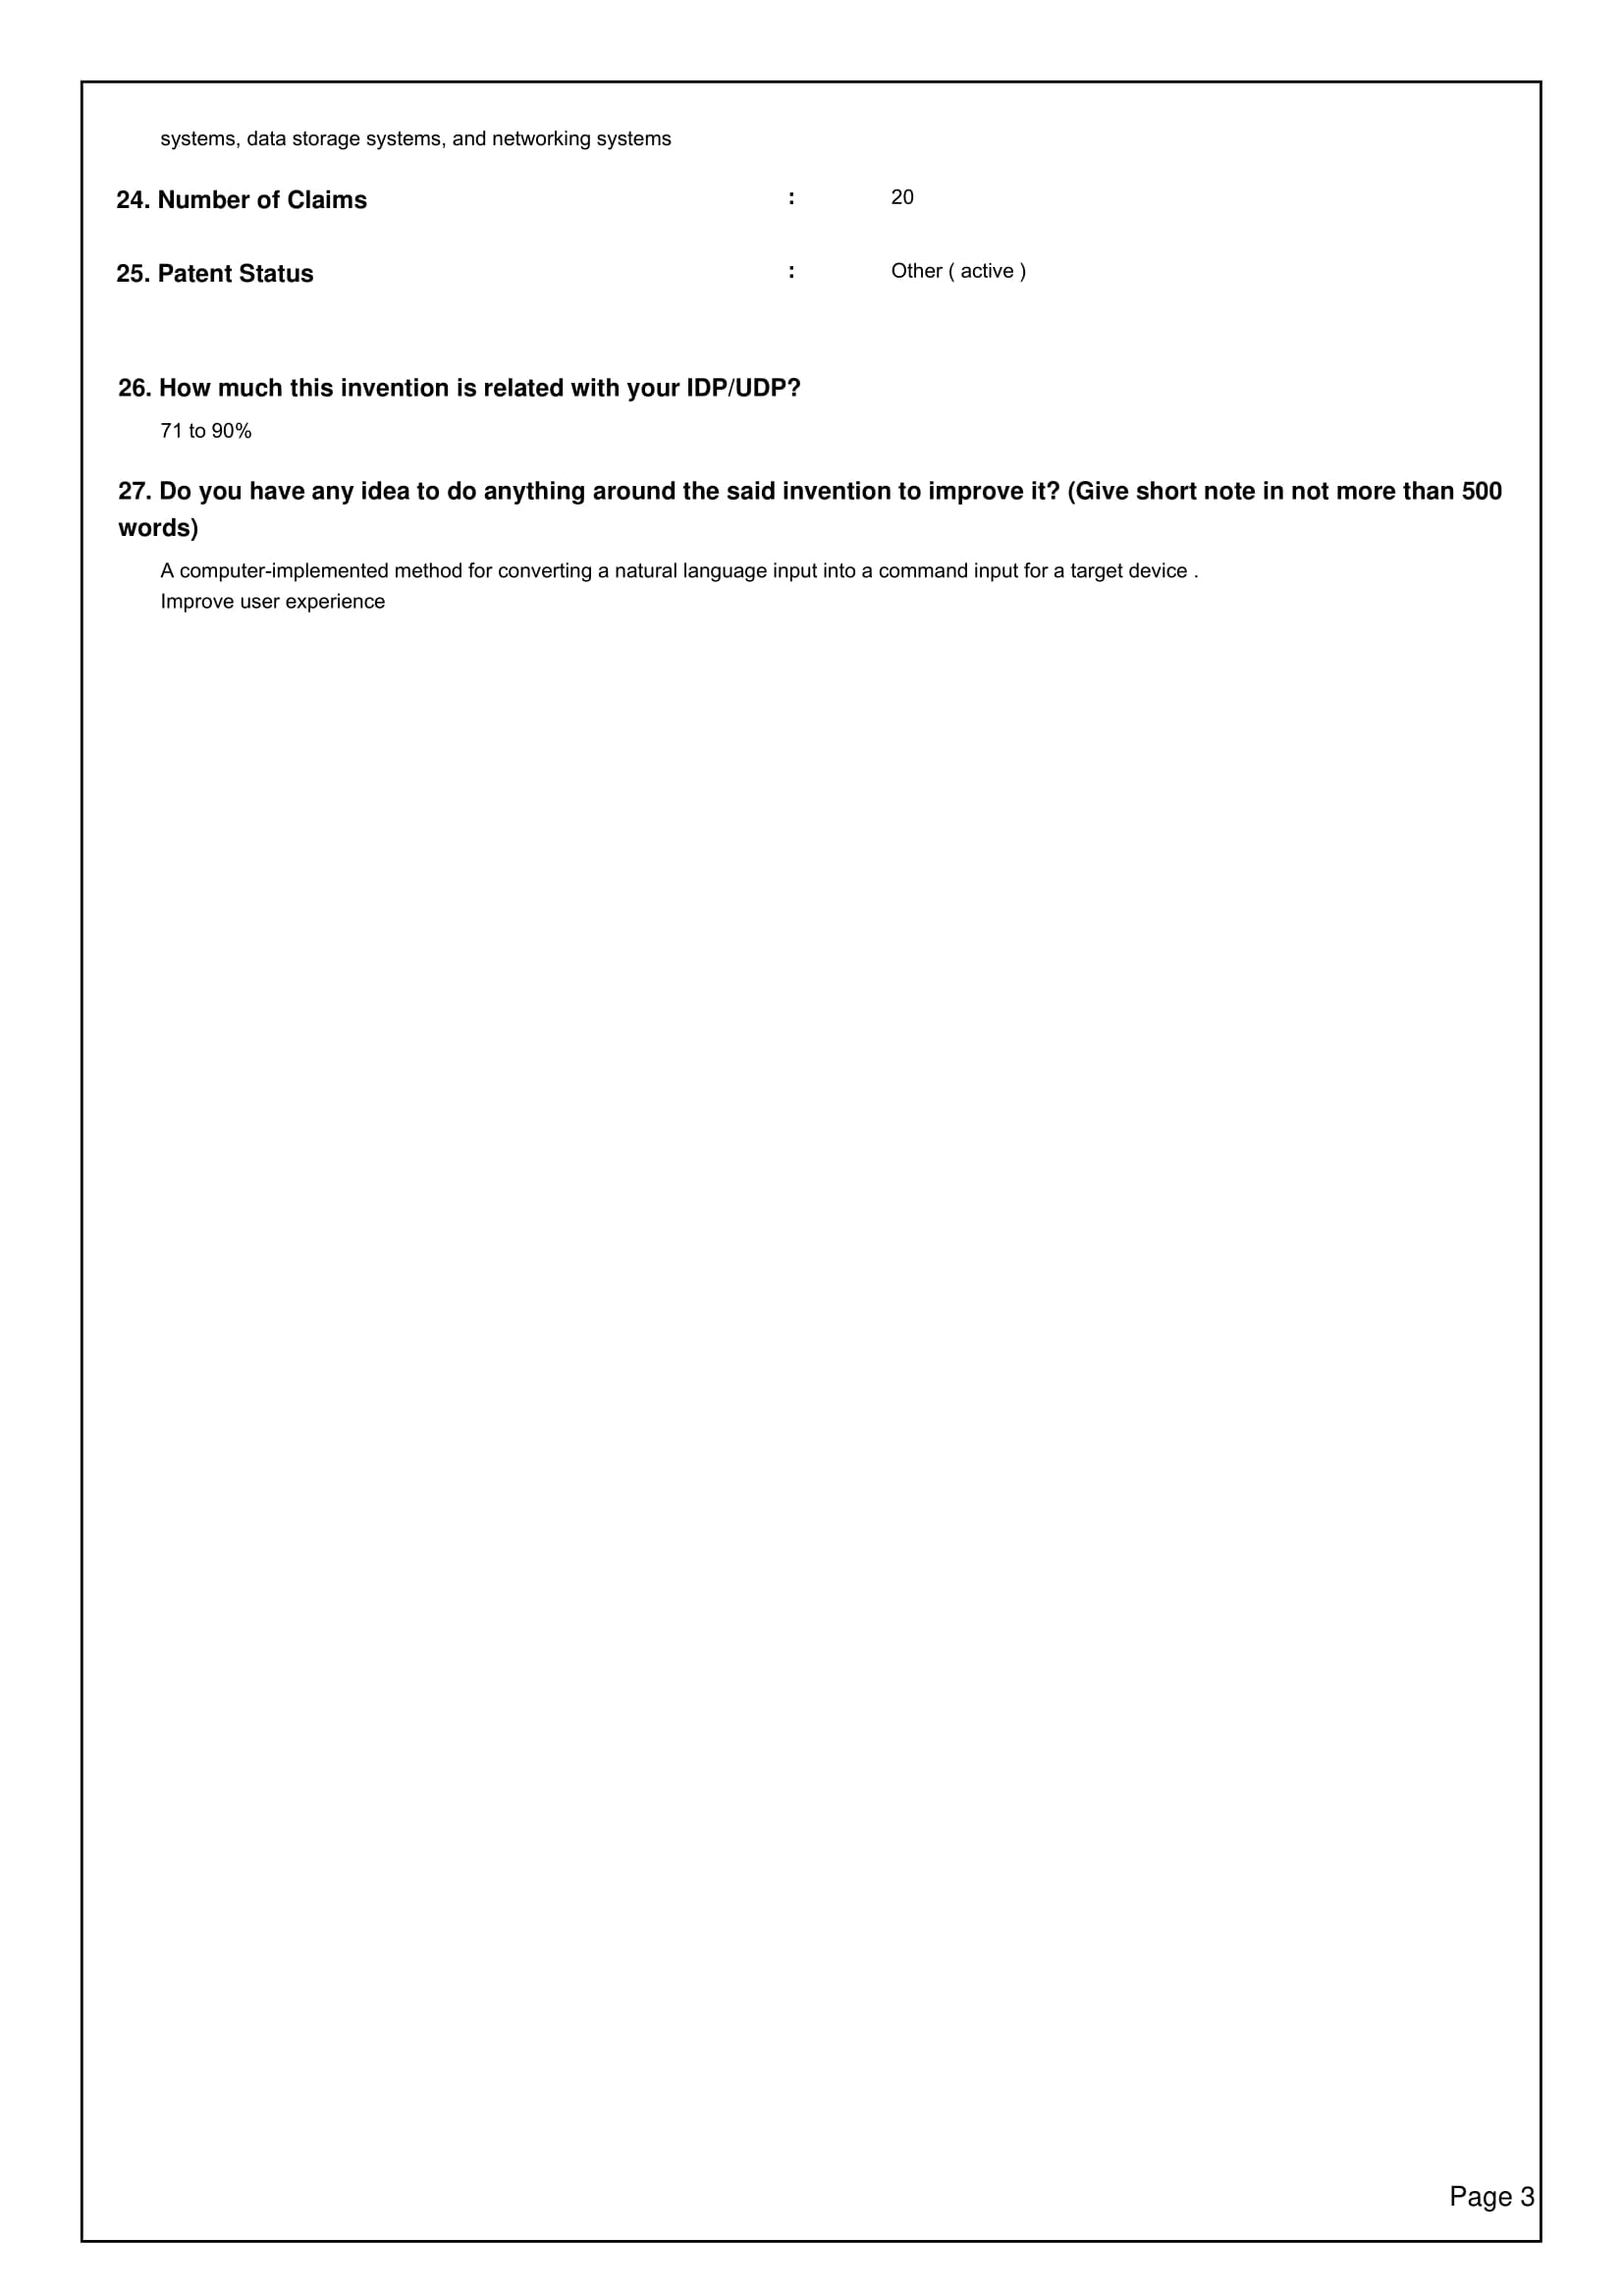 systems, data storage systems, and networking systems
24. Number of Claims : 20
25. Patent Status : Other ( active )
26. How much this invention is related with your IDP/UDP?
71 to 90%
27. Do you have any idea to do anything around the said invention to improve it? (Give short note in not more than 500
words)
A computer-implemented method for converting a natural language input into a command input for a target device .
Improve user experience
Page 3